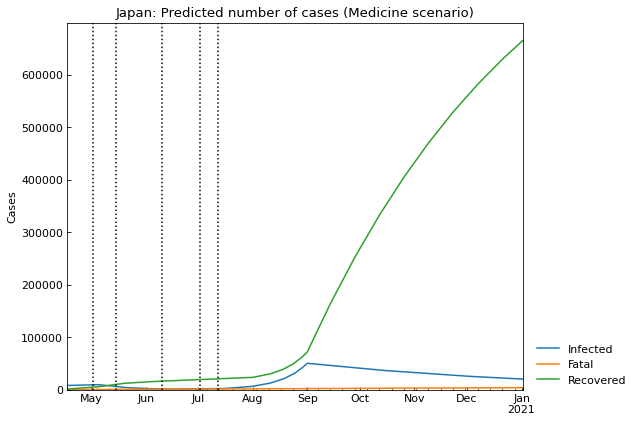 Japan: Predicted number of cases (Medicine scenario)
Cases
600000
500000
400000
300000
200000
100000
0
May Jun Jul Aug Sep Oct Nov Dec Jan
2021
Infected
Fatal
Recovered